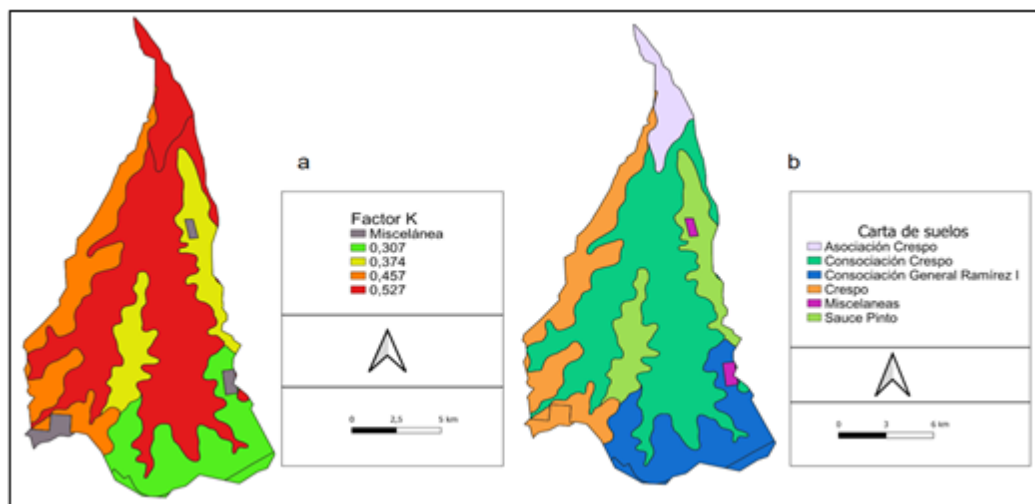 a
Factor K
Miscelánea
0,307
0,374
0,457
0,527
0 2,5 5 km
b
Carta de suelos
Asociación Crespo
Consociación Crespo
Consociación General Ramírez I
Crespo
Miscelaneas
Sauce Pinto
0 3 6 km